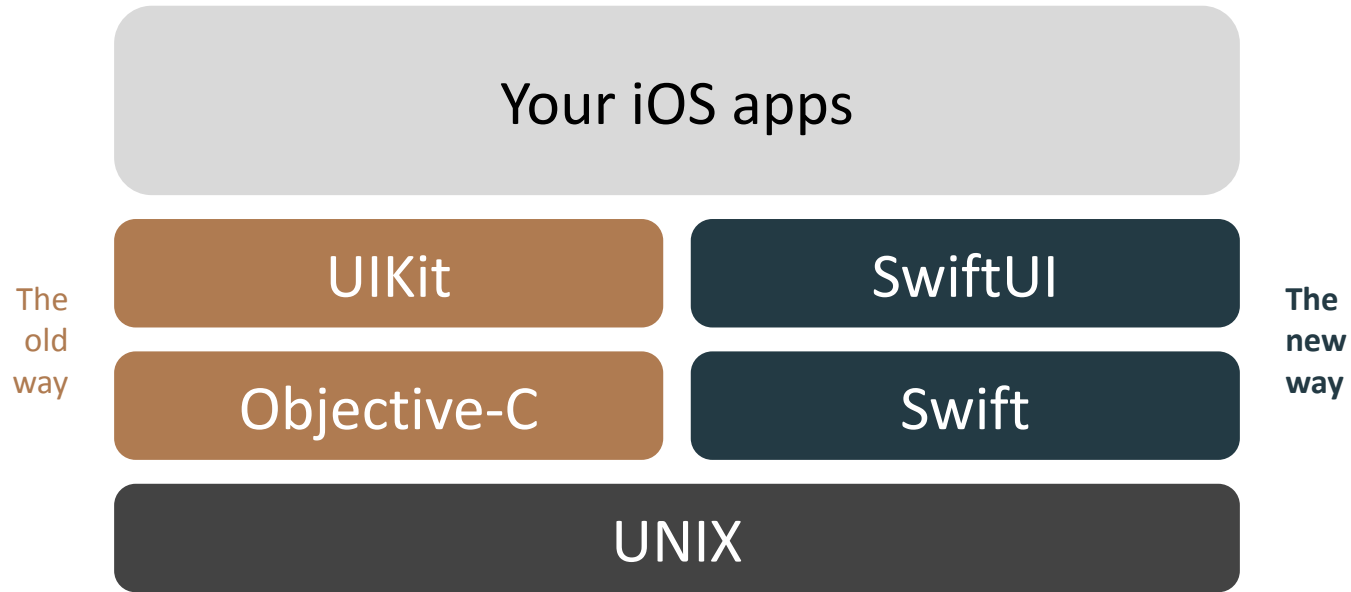 Your iOS apps
The
old
way
UIKit
SwiftUI
Objective-C
Swift
The
new
way
UNIX